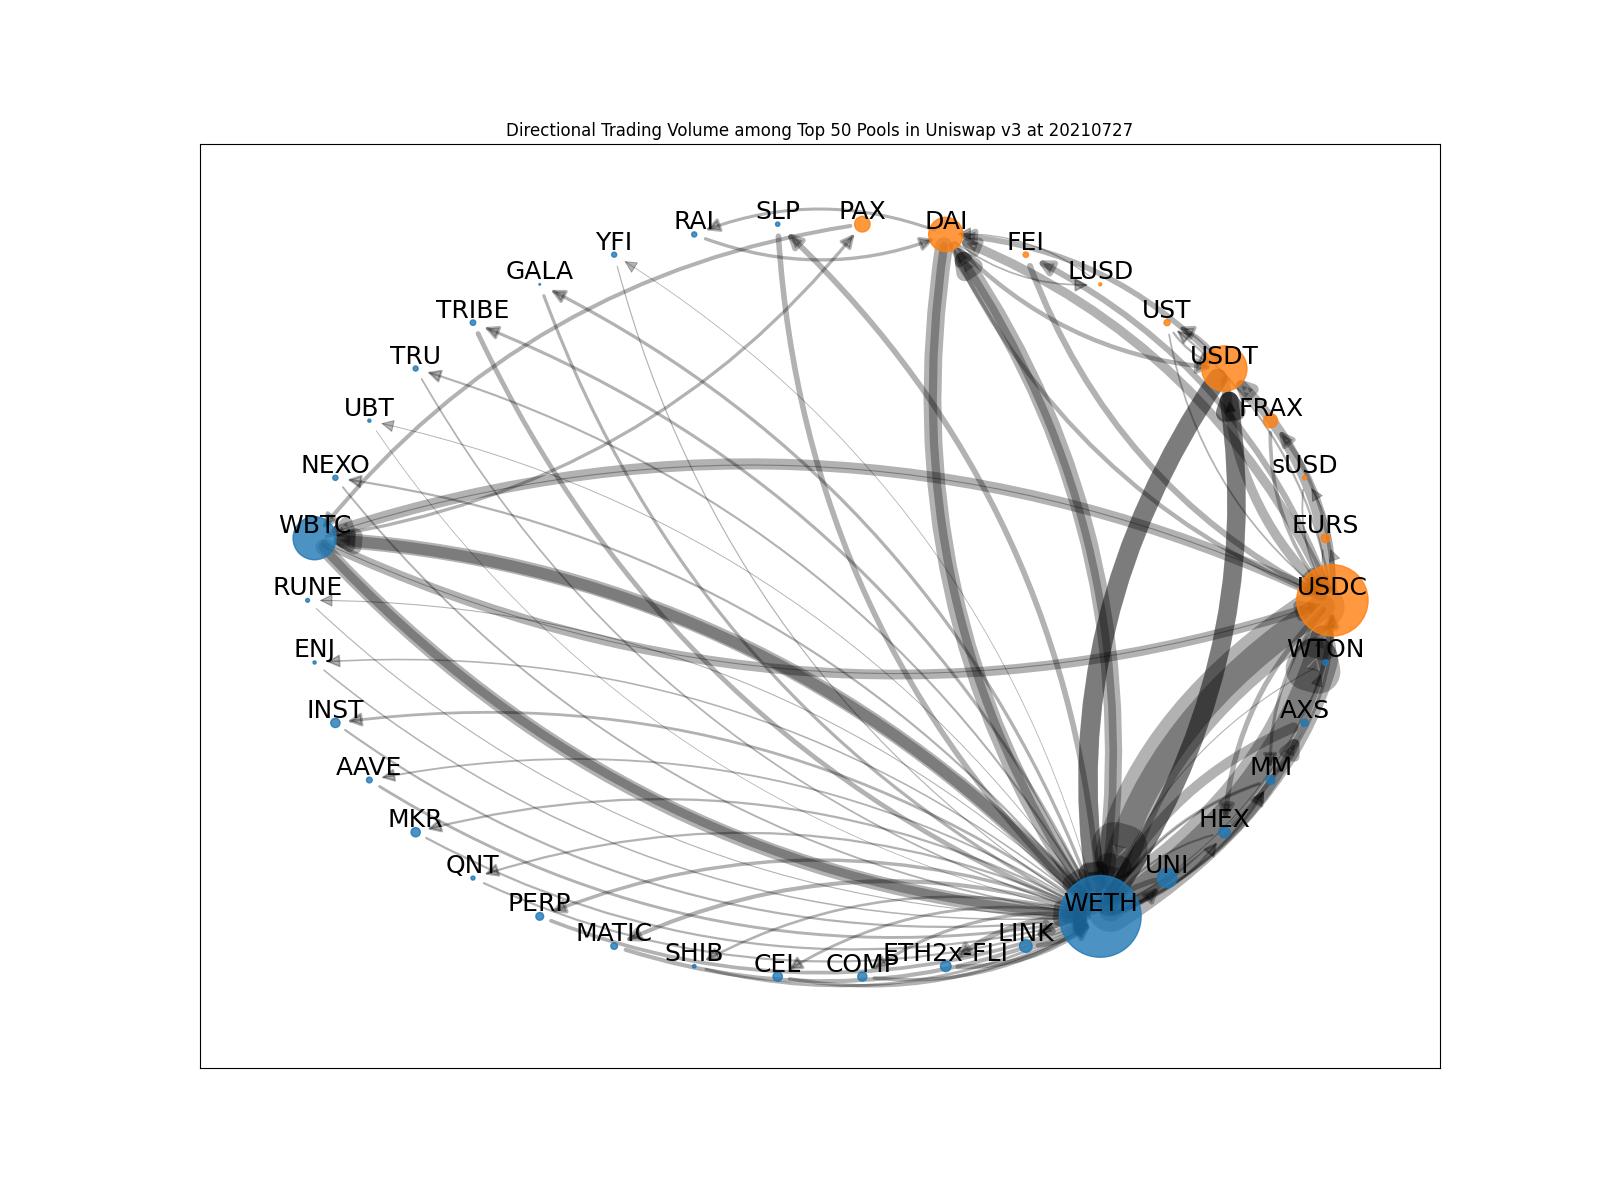 Directional Trading Volume among Top 50 Pools in Uniswap v3 at 20210727
SLP
PAX
RAI
DAI
YFI
FEI
GALA
LUSD
TRIBE
UST
TRU
USDT
UBT
FRAX
NEXO
sUSD
WBTC
EURS
RUNE
USDC
ENJ
WTON
INST
AXS
AAVE
MM
MKR
HEX
QNT
UNI
PERP
WETH
MATIC
LINK
SHIB
ETH2x-FLI
CEL
COMP